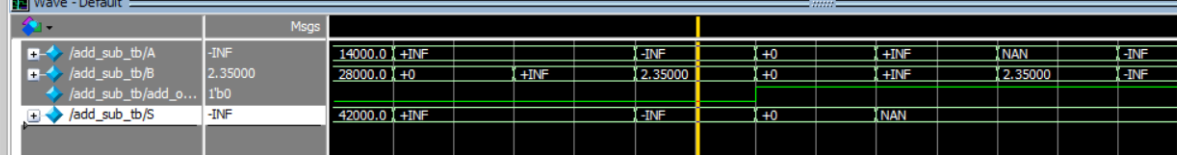 Wave - Default
Msgs
/add_sub_tb/A -INF 14000.0 +INF -INF +0 +INF NAN -INF
/add_sub_tb/B 2.35000 28000.0 +0 +INF 2.35000 +0 +INF 2.35000 -INF
/add_sub_tb/add_o... 1'b0
/add_sub_tb/S -INF 42000.0 +INF -INF +0 NAN